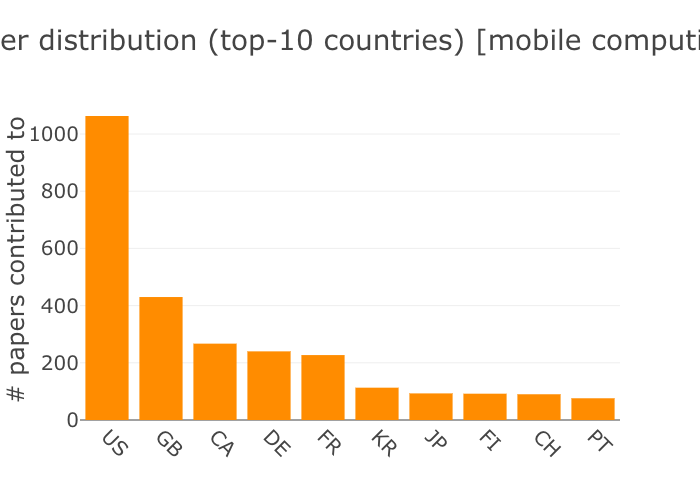 er distribution (top-10 countries) [mobile computi
# papers contributed to
1000
800
600
400
200
0
US GB CA DE FR KR JP FI CH PT